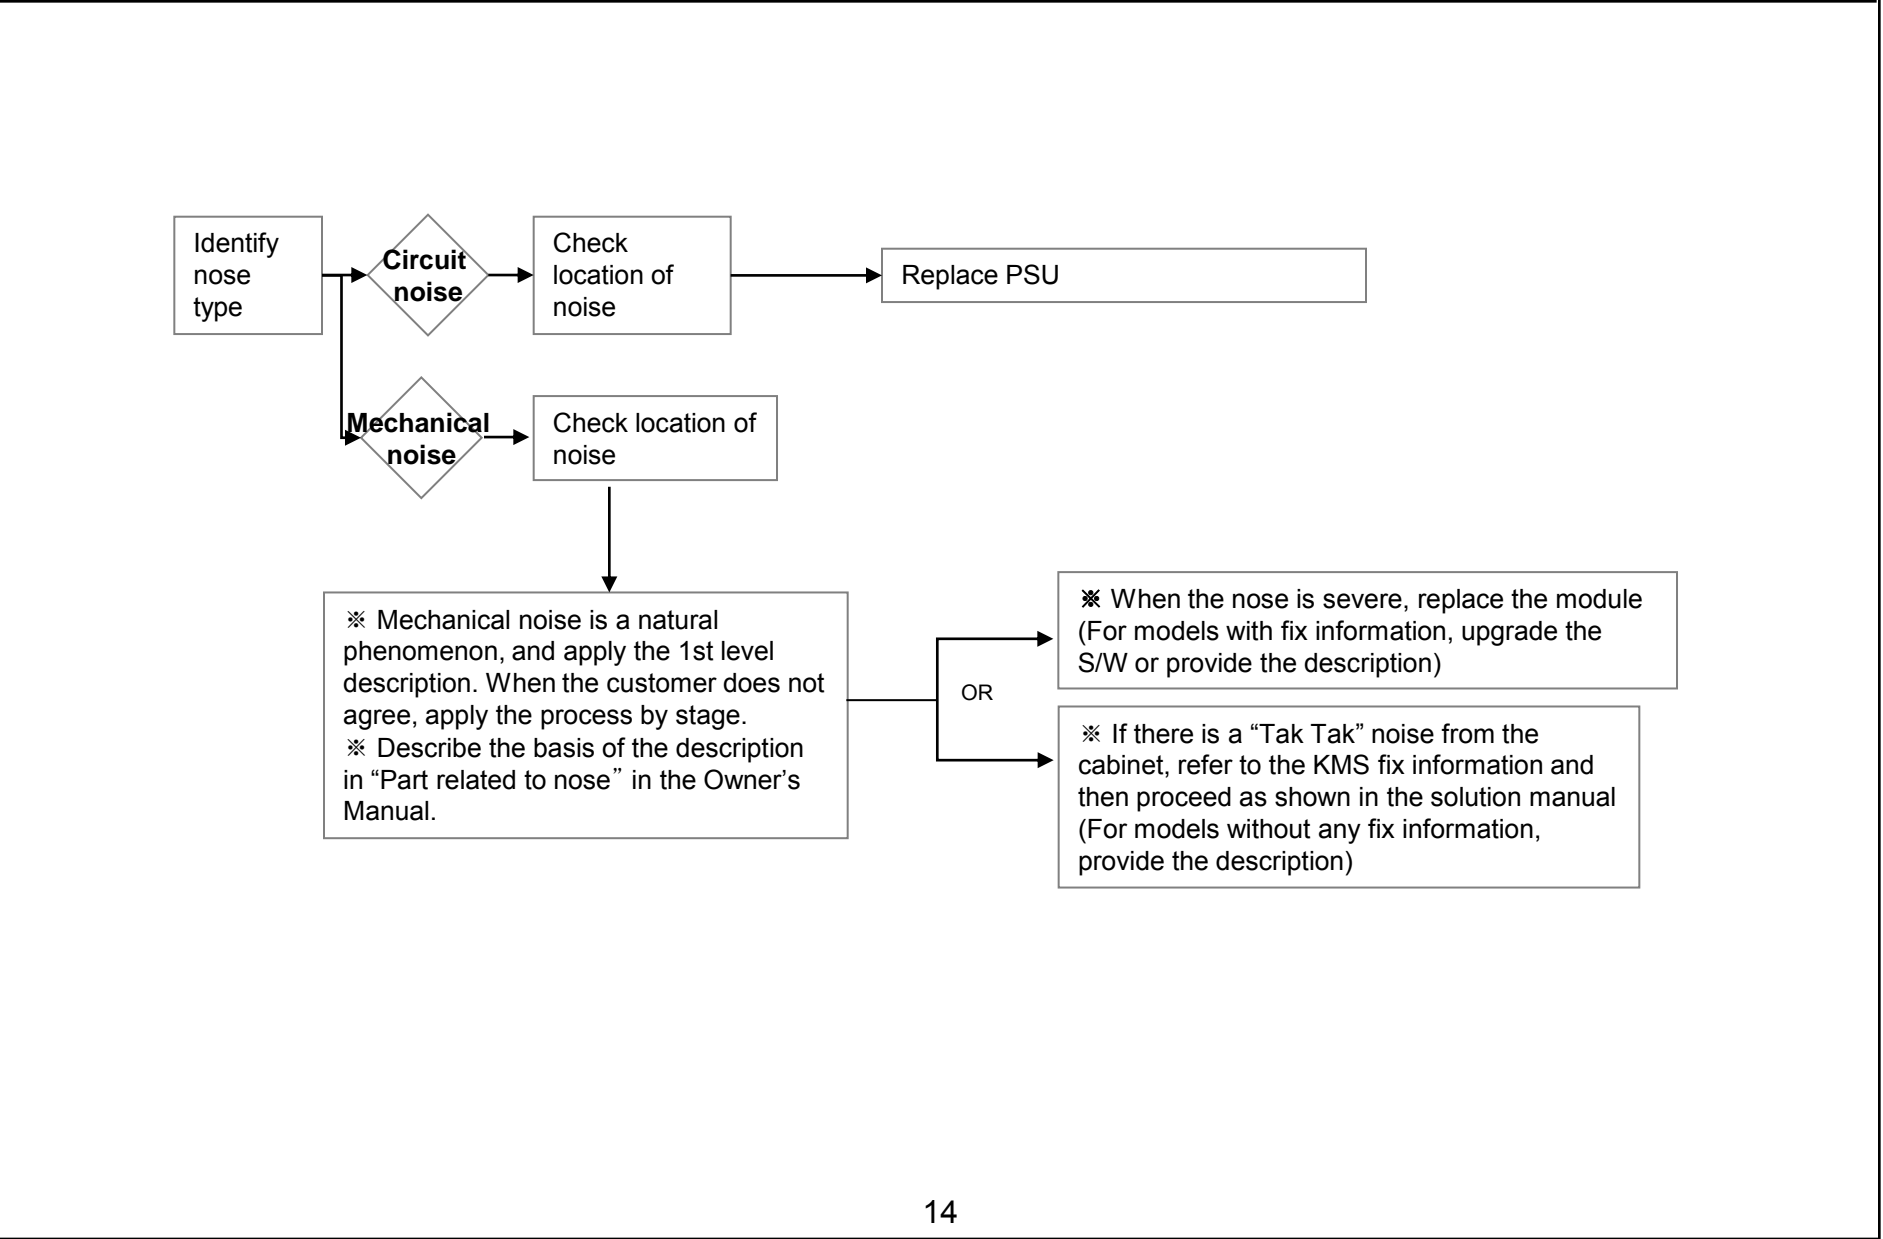 Identify
nose
type
Circuit
noise
Check
location of
noise
Replace PSU
Mechanical
noise
Check location of
noise
※ Mechanical noise is a natural
phenomenon, and apply the 1st level
description. When the customer does not
agree, apply the process by stage.
※ Describe the basis of the description
in “Part related to nose” in the Owner’s
Manual.
OR
※ When the nose is severe, replace the module
(For models with fix information, upgrade the
S/W or provide the description)
※ If there is a “Tak Tak” noise from the
cabinet, refer to the KMS fix information and
then proceed as shown in the solution manual
(For models without any fix information,
provide the description)
14